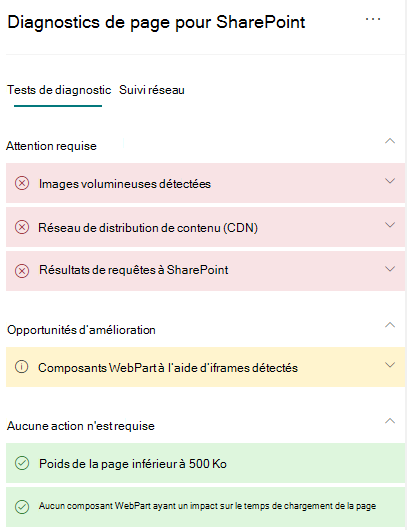 Diagnostics de page pour SharePoint
Tests de diagnostic Suivi réseau
Attention requise
Images volumineuses détectées
Réseau de distribution de contenu (CDN)
Résultats de requêtes à SharePoint
Opportunités d'amélioration
Composants WebPart à l'aide d'iframes détectés
Aucune action n'est requise
Poids de la page inférieur à 500 Ko
Aucun composant WebPart ayant un impact sur le temps de chargement de la page